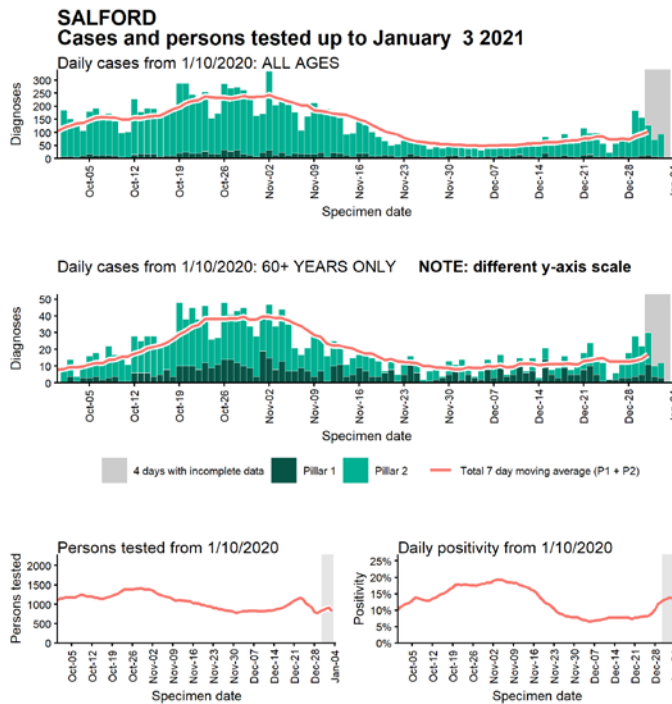 SALFORD
Cases and persons tested up to January 3 2021
Daily cases from 1/10/2020: ALL AGES
Diagnoses
300
250
200
150
100
50
0
Oct-05 Oct-12 Oct-19 Oct-26 Nov-02 Nov-09 Nov-16 Nov-23 Nov-30 Dec-07 Dec-14 Dec-21 Dec-28
Specimen date
Daily cases from 1/10/2020: 60+ YEARS ONLY NOTE: different y-axis scale
Diagnoses
50
40
30
20
10
0
Oct-05 Oct-12 Oct-19 Oct-26 Nov-02 Nov-09 Nov-16 Nov-23 Nov-30 Dec-07 Dec-14 Dec-21 Dec-28
Specimen date
4 days with incomplete data Pillar 1 Pillar 2 Total 7 day moving average (P1 + P2)
Persons tested from 1/10/2020
Persons tested
2000
1500
1000
500
0
Oct-05 Oct-12 Oct-19 Oct-26 Nov-02 Nov-09 Nov-16 Nov-23 Nov-30 Dec-07 Dec-14 Dec-21 Dec-28 Jan-04
Specimen date
Daily positivity from 1/10/2020
Positivity
25%
20%
15%
10%
5%
0%
Oct-05 Oct-12 Oct-19 Oct-26 Nov-02 Nov-09 Nov-16 Nov-23 Nov-30 Dec-07 Dec-14 Dec-21 Dec-28
Specimen date